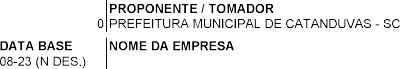 PROPONENTE / TOMADOR
0 PREFEITURA MUNICIPAL DE CATANDUVAS - SC
DATA BASE NOME DA EMPRESA
08-23 (N DES.)